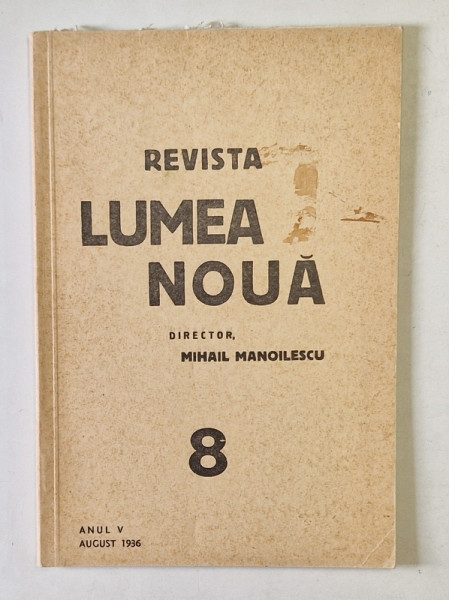 REVISTA
LUMEA
NOUĂ
DIRECTOR,
MIHAIL MANOILESCU
8
ANUL V
AUGUST 1936